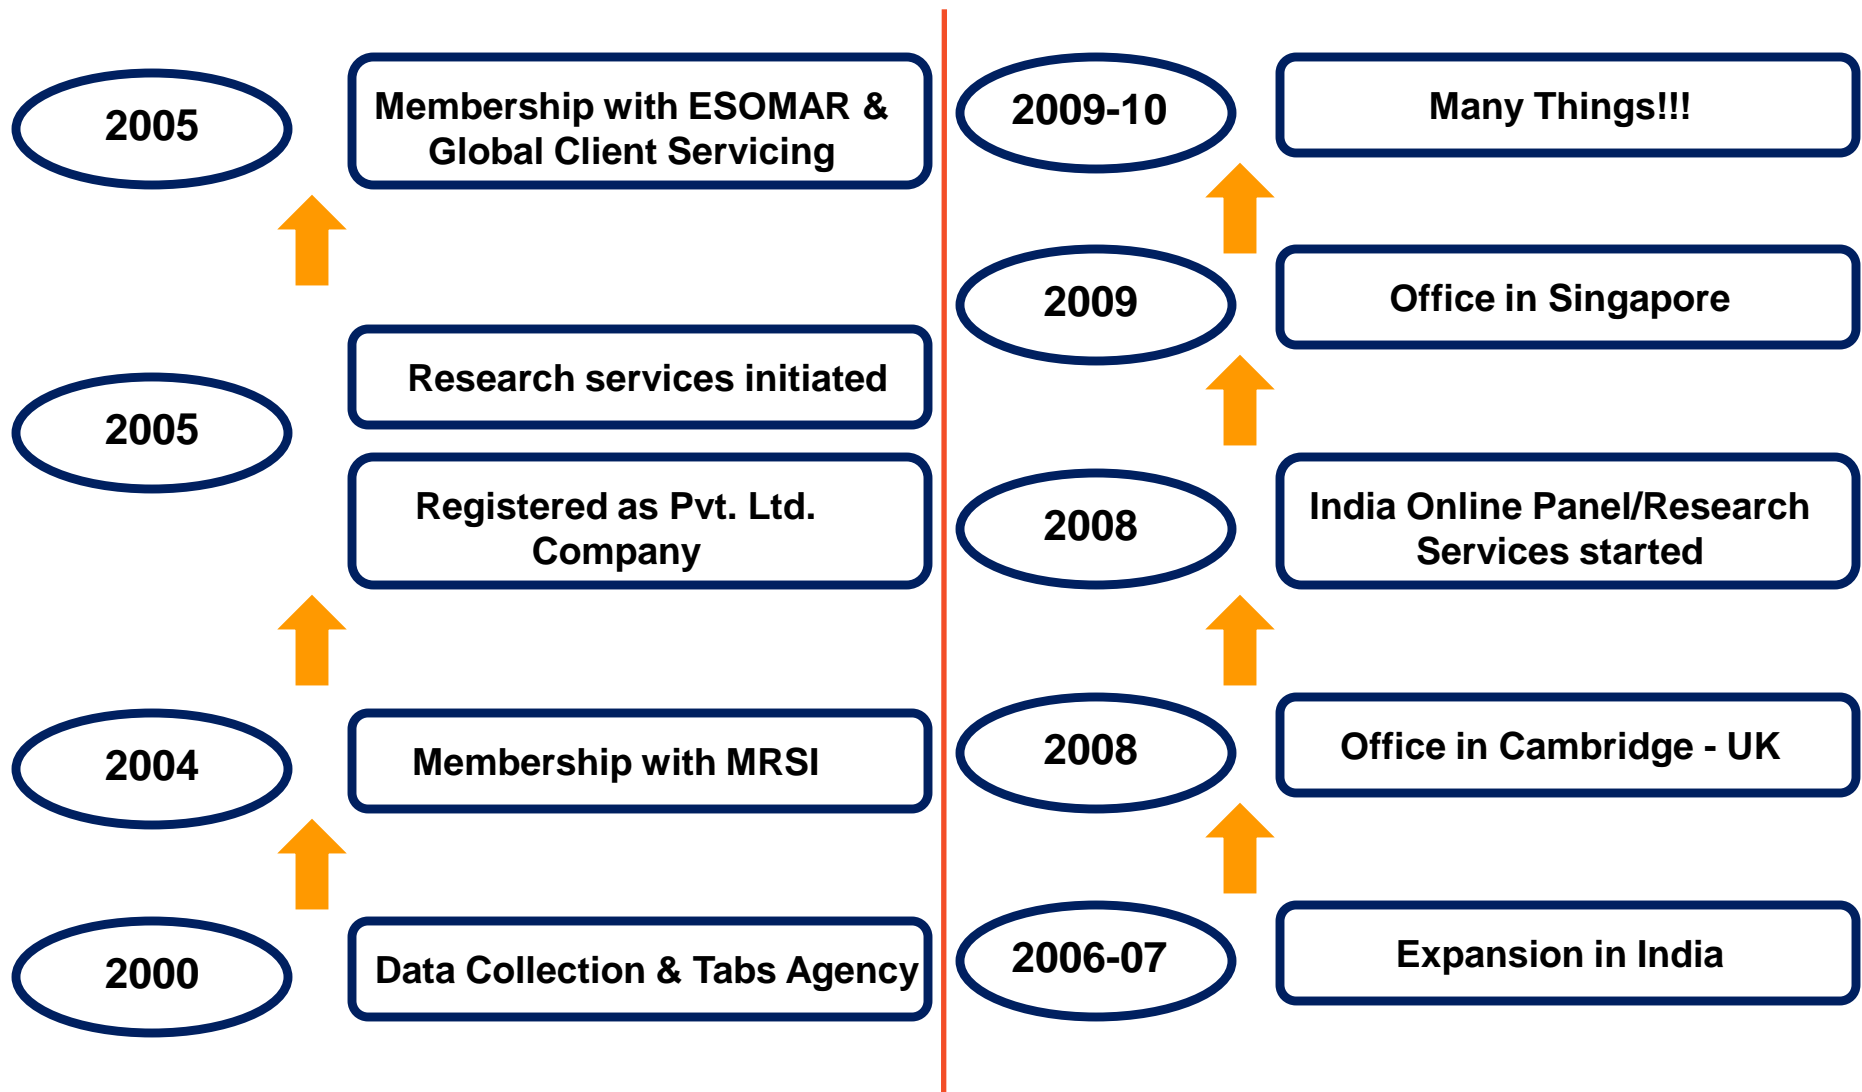 2005
Membership with ESOMAR &
Global Client Servicing
2005
Research services initiated
Registered as Pvt. Ltd.
Company
2004
Membership with MRSI
2000
Data Collection & Tabs Agency
2009-10
Many Things!!!
2009
Office in Singapore
2008
India Online Panel/Research
Services started
2008
Office in Cambridge - UK
2006-07
Expansion in India